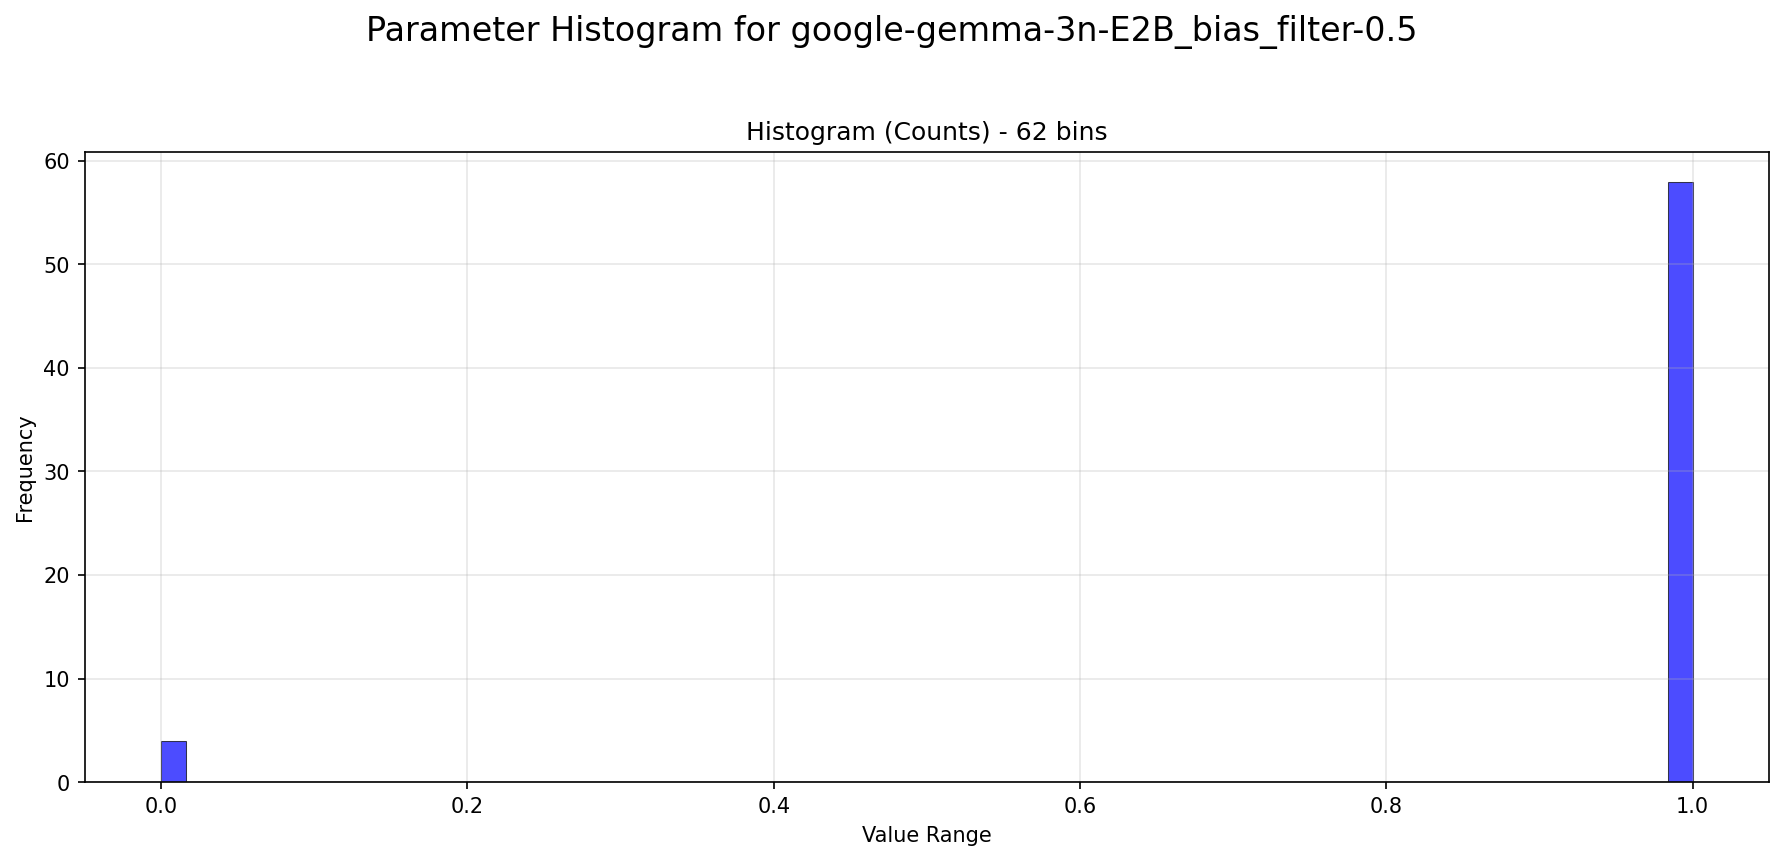 Parameter Histogram for google-gemma-3n-E2B_bias_filter-0.5
Histogram (Counts) - 62 bins
60
50
40
30
20
10
0
Frequency
0.0 0.2 0.4 0.6 0.8 1.0
Value Range